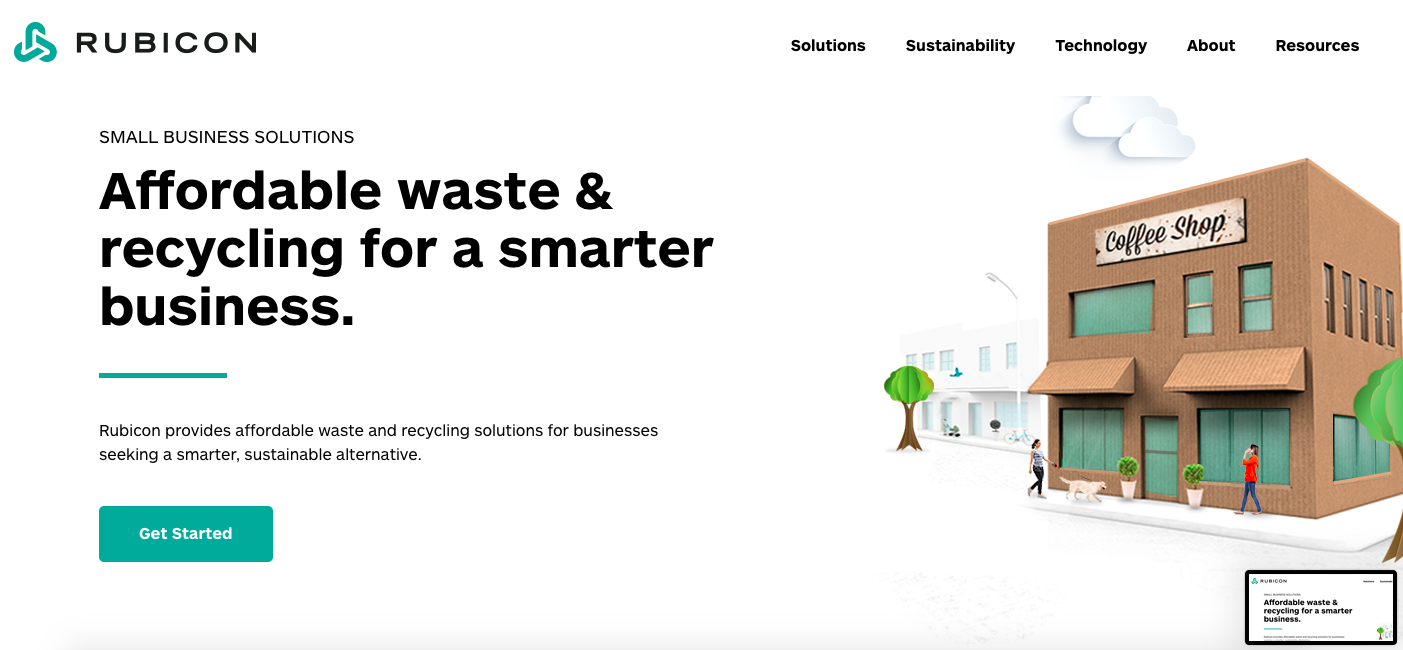 RUBICON
Solutions Sustainability Technology About Resources
SMALL BUSINESS SOLUTIONS
Affordable waste &
recycling for a smarter
business.
Rubicon provides affordable waste and recycling solutions for businesses
seeking a smarter, sustainable alternative.
Get Started
Coffee Shop
RUBICON
SMALL BUSINESS SOLUTIONS
Affordable waste &
recycling for a smarter
business.